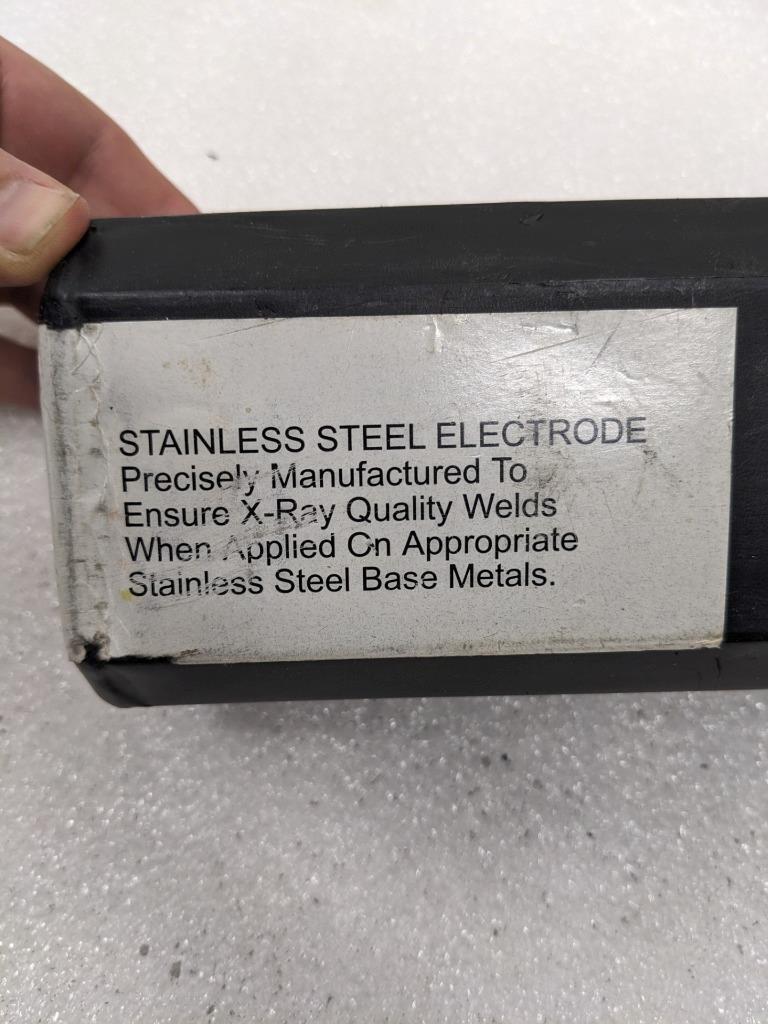 STAINLESS STEEL ELECTRODE
Precisely Manufactured To
Ensure X-Ray Quality Welds
When Applied On Appropriate
Stainless Steel Base Metals.